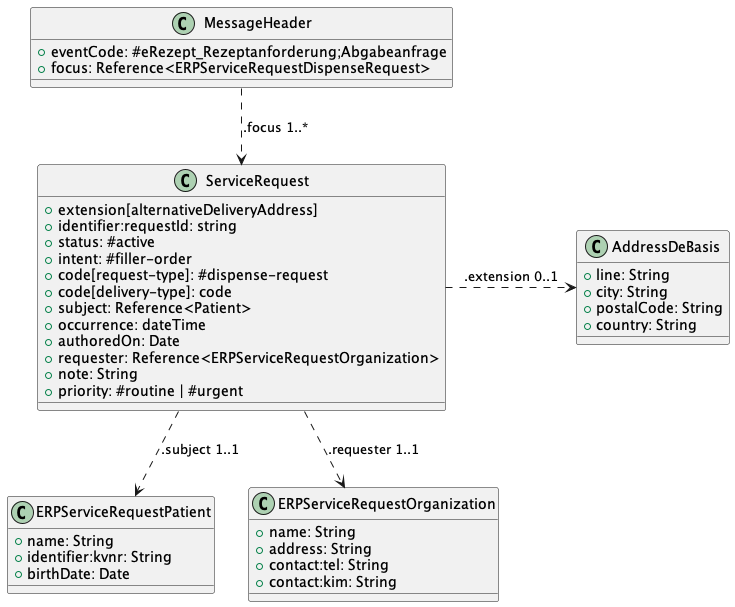 C MessageHeader
eventCode: #eRezept_Rezeptanforderung;Abgabeanfrage
focus: Reference<ERPServiceRequestDispenseRequest>
.focus 1..*
C ServiceRequest
extension[alternativeDeliveryAddress]
identifier:requestId: string
status: #active
intent: #filler-order
code[request-type]: #dispense-request
code[delivery-type]: code
subject: Reference<Patient>
occurrence: dateTime
authoredOn: Date
requester: Reference<ERPServiceRequestOrganization>
note: String
priority: #routine | #urgent
.extension 0..1
C AddressDeBasis
line: String
city: String
postalCode: String
country: String
.subject 1..1
.requester 1..1
C ERPServiceRequestPatient
name: String
identifier:kvnr: String
birthDate: Date
C ERPServiceRequestOrganization
name: String
address: String
contact:tel: String
contact:kim: String